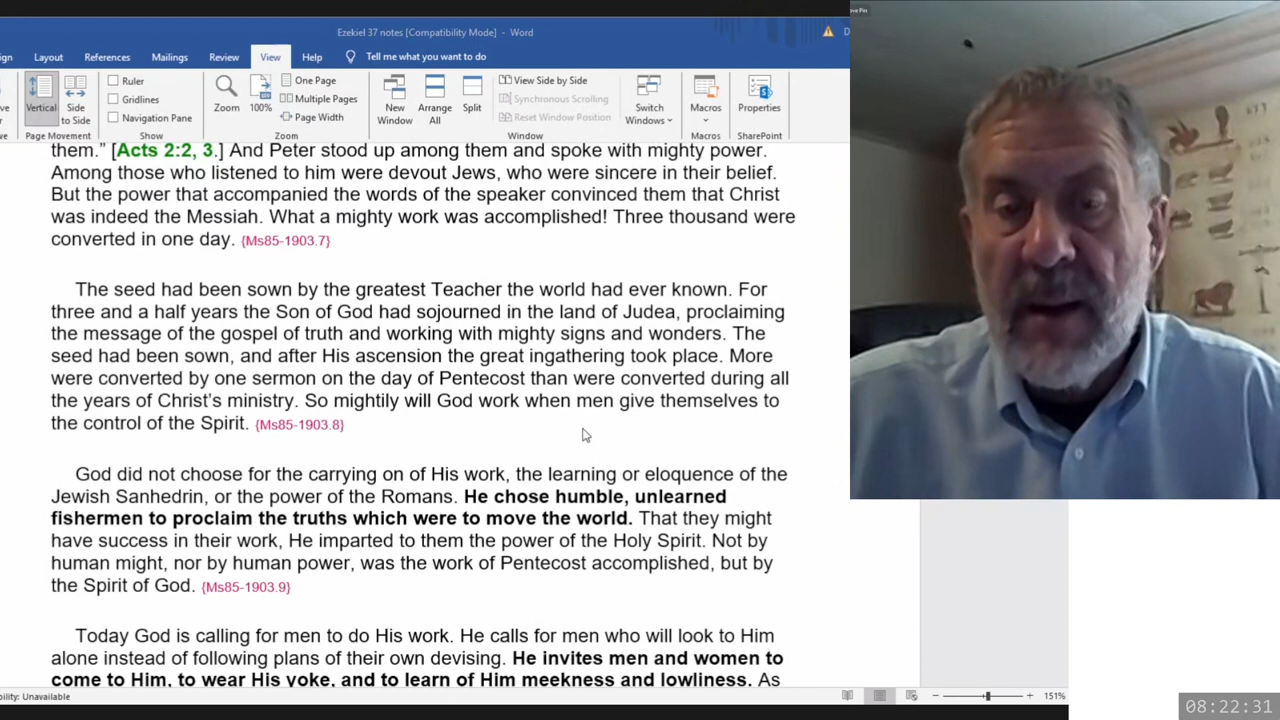 Ezekiel 37 notes [Compatibility Mode] - Word
Layout References Mailings Review View Help Tell me what you want to do
Vertical
Side to Side
Page Movement
Ruler
Gridlines
Navigation Pane
Show
Zoom
100%
One Page
Multiple Pages
Page Width
Zoom
New Window
Arrange All
Split
View Side by Side
Synchronous Scrolling
Reset Window Position
Window
Switch Windows
Macros
Macros
Properties
SharePoint
them.” [Acts 2:2, 3.] And Peter stood up among them and spoke with mighty power.
Among those who listened to him were devout Jews, who were sincere in their belief.
But the power that accompanied the words of the speaker convinced them that Christ
was indeed the Messiah. What a mighty work was accomplished! Three thousand were
converted in one day. {Ms85-1903.7}
The seed had been sown by the greatest Teacher the world had ever known. For
three and a half years the Son of God had sojourned in the land of Judea, proclaiming
the message of the gospel of truth and working with mighty signs and wonders. The
seed had been sown, and after His ascension the great ingathering took place. More
were converted by one sermon on the day of Pentecost than were converted during all
the years of Christ’s ministry. So mightily will God work when men give themselves to
the control of the Spirit. {Ms85-1903.8}
God did not choose for the carrying on of His work, the learning or eloquence of the
Jewish Sanhedrin, or the power of the Romans. He chose humble, unlearned
fishermen to proclaim the truths which were to move the world. That they might
have success in their work, He imparted to them the power of the Holy Spirit. Not by
human might, nor by human power, was the work of Pentecost accomplished, but by
the Spirit of God. {Ms85-1903.9}
Today God is calling for men to do His work. He calls for men who will look to Him
alone instead of following plans of their own devising. He invites men and women to
come to Him, to wear His yoke, and to learn of Him meekness and lowliness. As
bility: Unavailable
151%
08:22:31